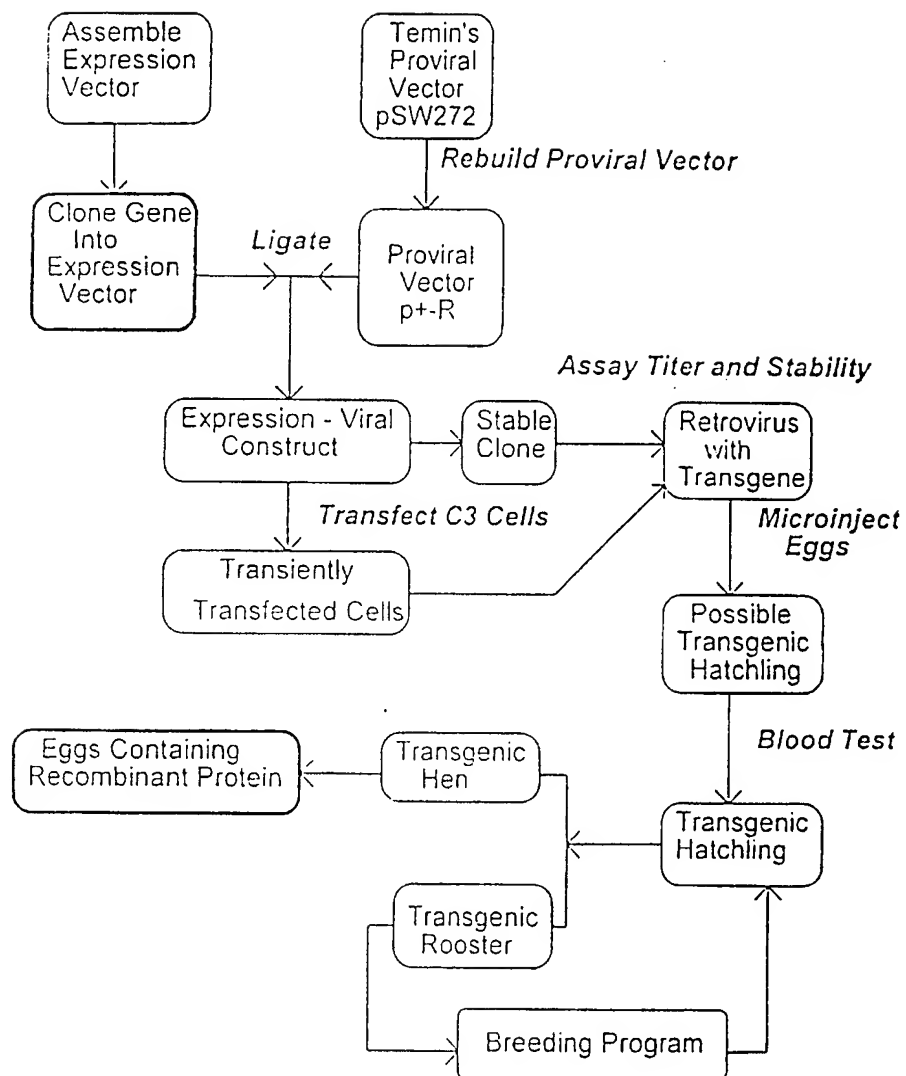 Assemble
Expression
Vector
Temin's
Proviral
Vector
pSW272
Rebuild Proviral Vector
Clone Gene
Into
Expression
Vector
Ligate
Proviral
Vector
p+-R
Assay Titer and Stability
Expression - Viral
Construct
Stable
Clone
Retrovirus
with
Transgene
Transfect C3 Cells
Microinject
Eggs
Transiently
Transfected Cells
Possible
Transgenic
Hatchling
Blood Test
Eggs Containing
Recombinant Protein
Transgenic
Hen
Transgenic
Hatchling
Transgenic
Rooster
Breeding Program